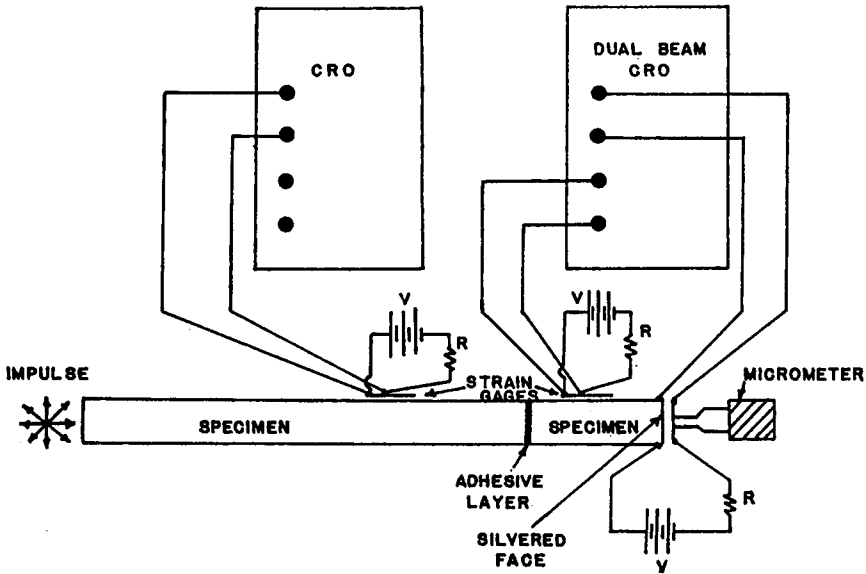 CRO
DUAL BEAM
CRO
V
R
V
R
IMPULSE
STRAIN
GAGES
MICROMETER
SPECIMEN
SPECIMEN
ADHESIVE
LAYER
R
SILVERED
FACE
V